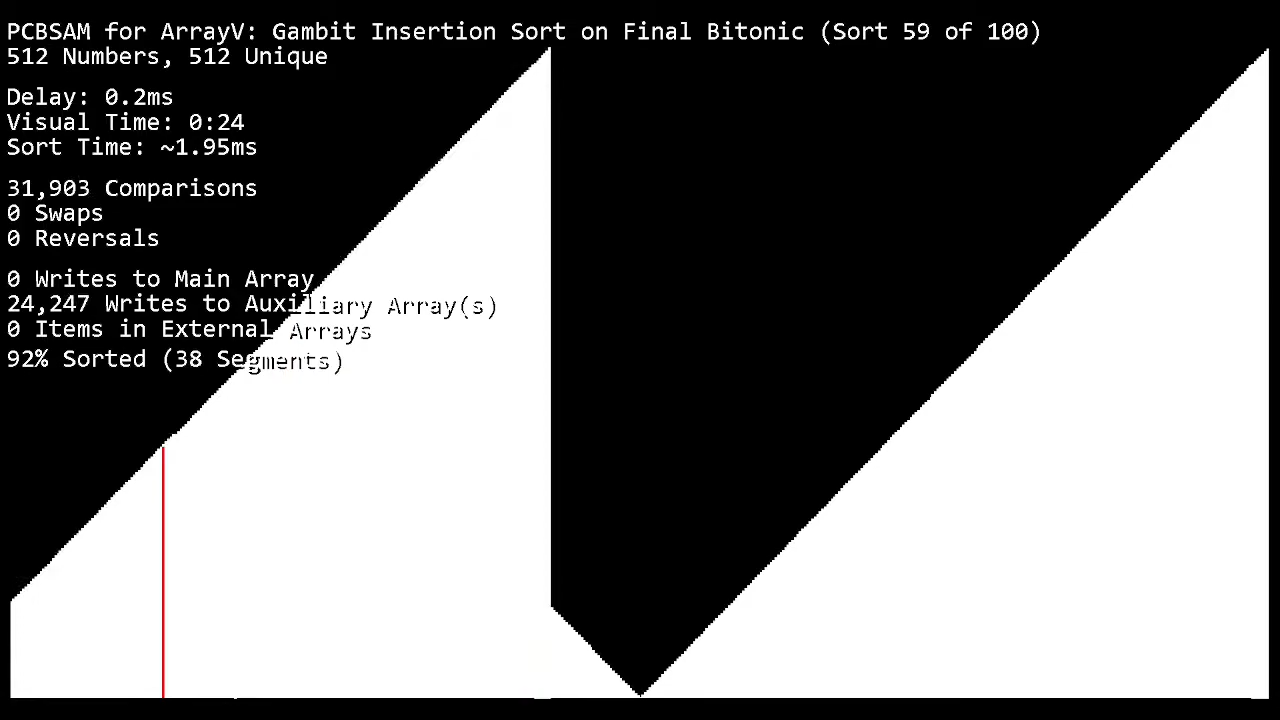 PCBSAM for ArrayV: Gambit Insertion Sort on Final Bitonic (Sort 59 of 100)
512 Numbers, 512 Unique
Delay: 0.2ms
Visual Time: 0:24
Sort Time: ~1.95ms
31,903 Comparisons
0 Swaps
0 Reversals
0 Writes to Main Array
24,247 Writes to Auxiliary Array(s)
0 Items in External Arrays
92% Sorted (38 Segments)